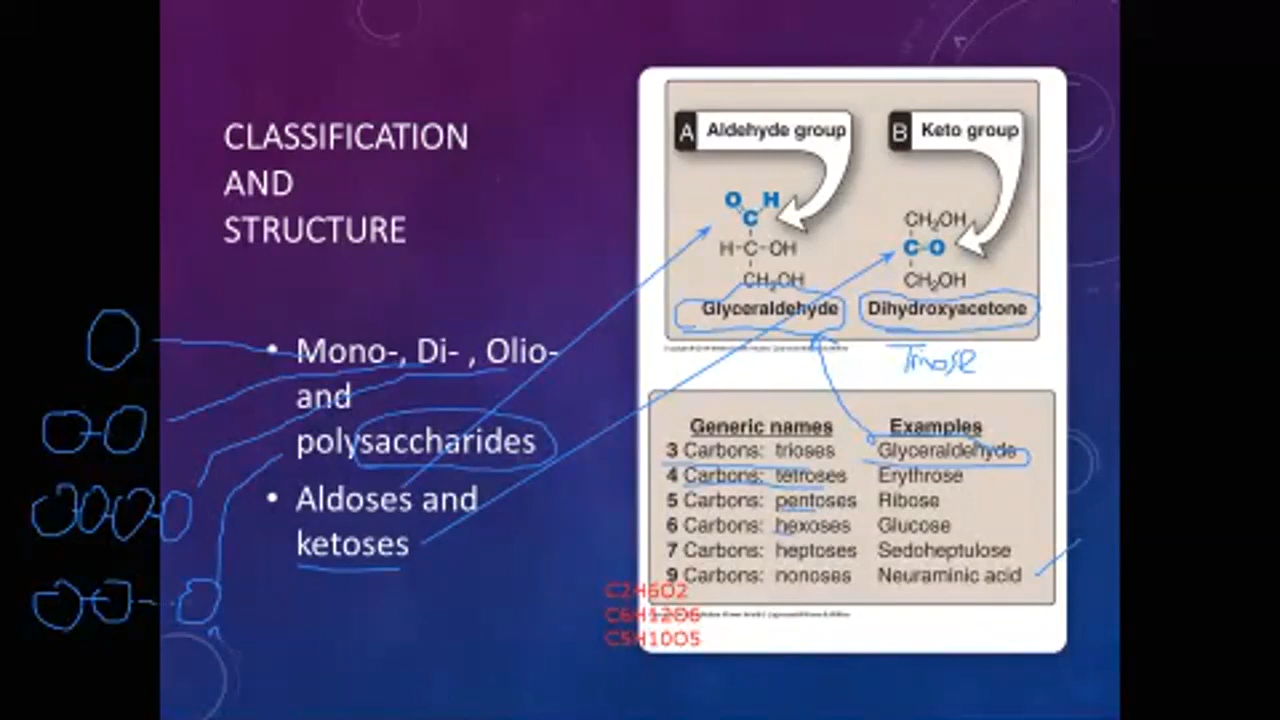 CLASSIFICATION
AND
STRUCTURE
• Mono-, Di- , Olio-
and
polysaccharides
• Aldoses and
ketoses
A Aldehyde group
O H
C
H-C-OH
CH2OH
Glyceraldehyde
B Keto group
CH2OH
C-O
CH2OH
Dihydroxyacetone
Generic names Examples
3 Carbons: trioses Glyceraldehyde
4 Carbons: tetroses Erythrose
5 Carbons: pentoses Ribose
6 Carbons: hexoses Glucose
7 Carbons: heptoses Sedoheptulose
9 Carbons: nonoses Neuraminic acid
C2H6O2
C6H12O6
C5H10O5